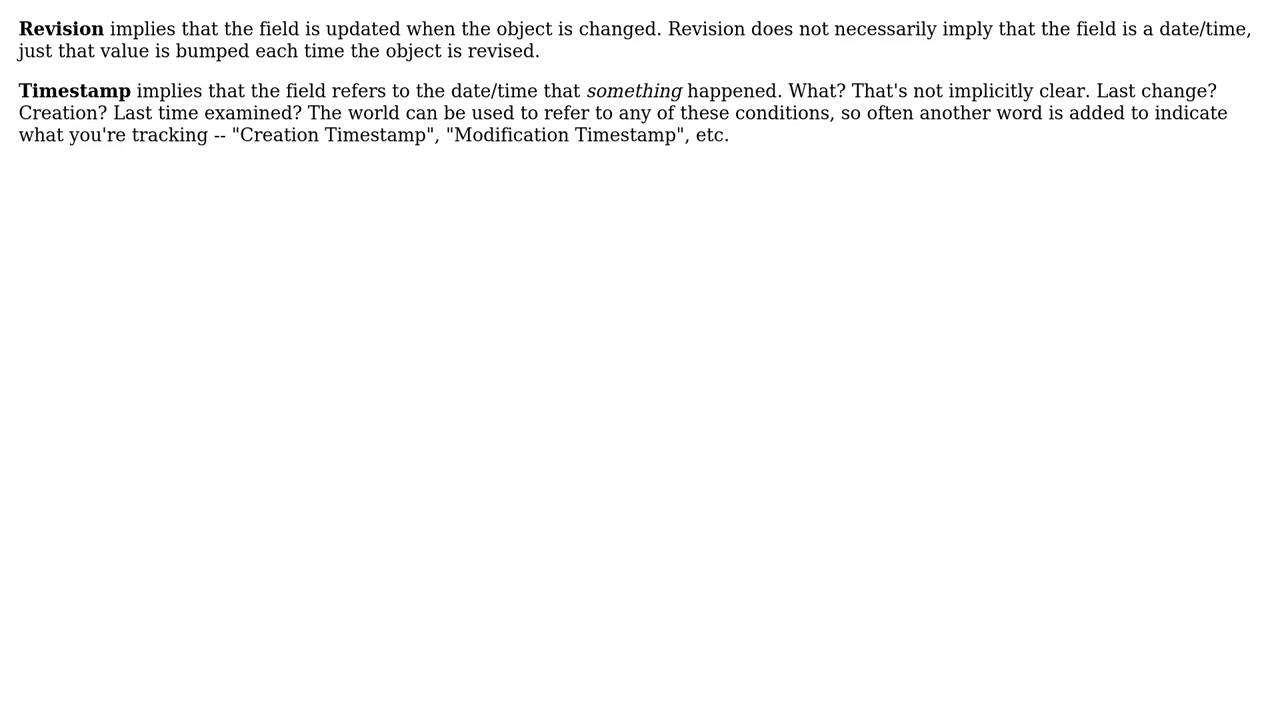 Revision implies that the field is updated when the object is changed. Revision does not necessarily imply that the field is a date/time,
just that value is bumped each time the object is revised.
Timestamp implies that the field refers to the date/time that something happened. What? That's not implicitly clear. Last change?
Creation? Last time examined? The world can be used to refer to any of these conditions, so often another word is added to indicate
what you're tracking -- "Creation Timestamp", "Modification Timestamp", etc.